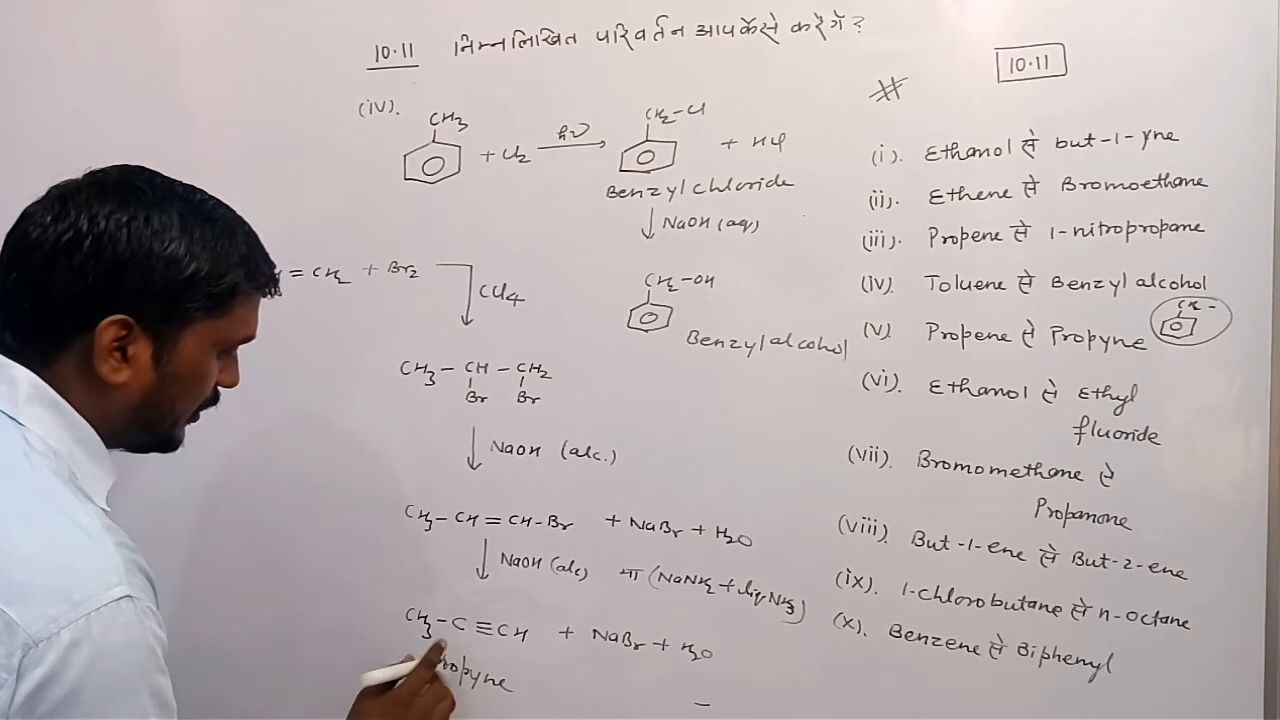 10.11 निम्नलिखित परिवर्तन आप कैसे करेंगे?
(iv).
CH3
+ Cl2
hν
CH2-Cl
+ HCl
Benzyl chloride
NaOH (aq)
CH2-OH
Benzyl alcohol
= CH2 + Br2
CCl4
CH3 - CH - CH2
Br Br
NaOH (alc.)
CH3 - CH = CH-Br + NaBr + H2O
NaOH (alc) या (NaNH2 + liq. NH3)
CH3 - C ≡ CH + NaBr + H2O
ropyne
10.11
(i). Ethanol से but-1-yne
(ii). Ethene से Bromoethane
(iii). Propene से 1-nitropropane
(iv). Toluene से Benzyl alcohol
CH2 -
(v). Propene से Propyne
(vi). Ethanol से Ethyl
fluoride
(vii). Bromomethane से
Propanone
(viii). But-1-ene से But-2-ene
(ix). 1-chlorobutane से n-octane
(x). Benzene से Biphenyl